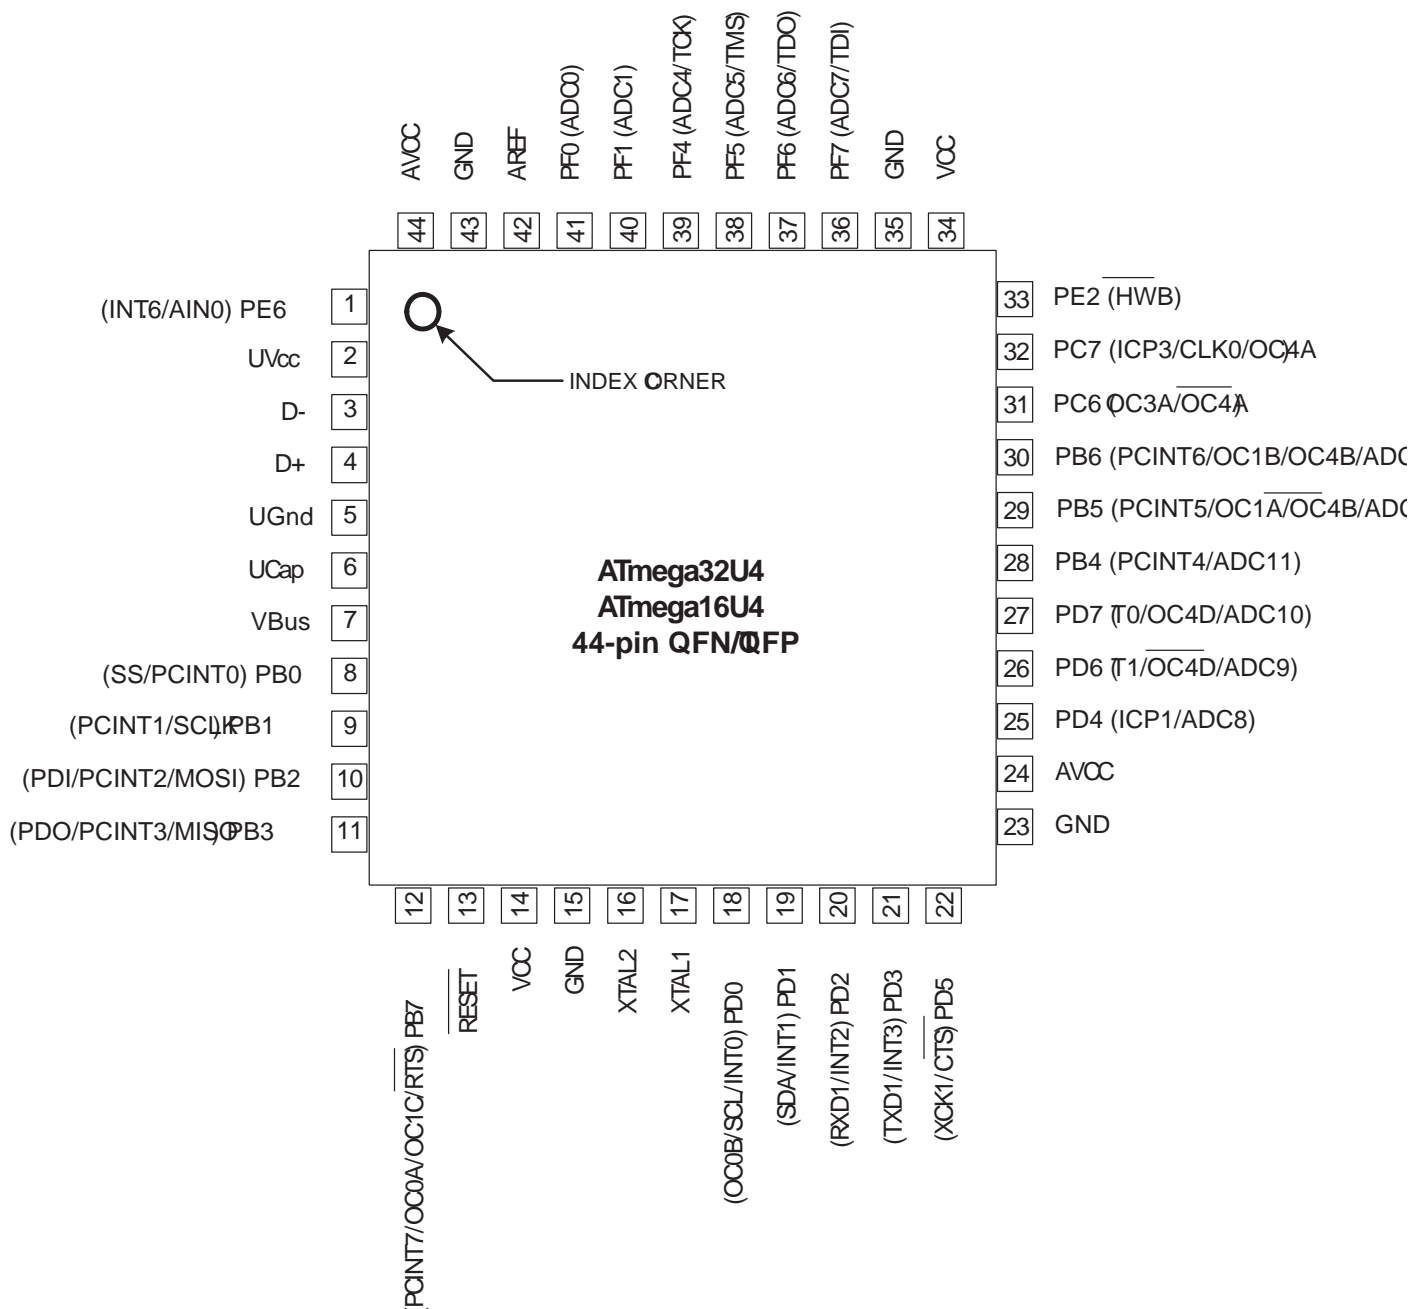 AVCC
GND
AREF
PF0 (ADC0)
PF1 (ADC1)
PF4 (ADC4/TCK)
PF5 (ADC5/TMS)
PF6 (ADC6/TDO)
PF7 (ADC7/TDI)
GND
VCC
44
43
42
41
40
39
38
37
36
35
34
(INT.6/AIN0) PE6 1
UVcc 2
D- 3
D+ 4
UGnd 5
UCap 6
VBus 7
(SS/PCINT0) PB0 8
(PCINT1/SCLK) PB1 9
(PDI/PCINT2/MOSI) PB2 10
(PDO/PCINT3/MISO) PB3 11
INDEX CORNER
ATmega32U4
ATmega16U4
44-pin QFN/TQFP
33 PE2 (HWB)
32 PC7 (ICP3/CLK0/OC4A)
31 PC6 (OC3A/OC4A)
30 PB6 (PCINT6/OC1B/OC4B/ADC
29 PB5 (PCINT5/OC1A/OC4B/ADC
28 PB4 (PCINT4/ADC11)
27 PD7 (T0/OC4D/ADC10)
26 PD6 (T1/OC4D/ADC9)
25 PD4 (ICP1/ADC8)
24 AVCC
23 GND
12
13
14
15
16
17
18
19
20
21
22
(PCINT7/OC0A/OC1C/RTS) PB7
RESET
VCC
GND
XTAL2
XTAL1
(OC0B/SCL/INT0) PD0
(SDA/INT1) PD1
(RXD1/INT2) PD2
(TXD1/INT3) PD3
(XCK1/CTS) PD5